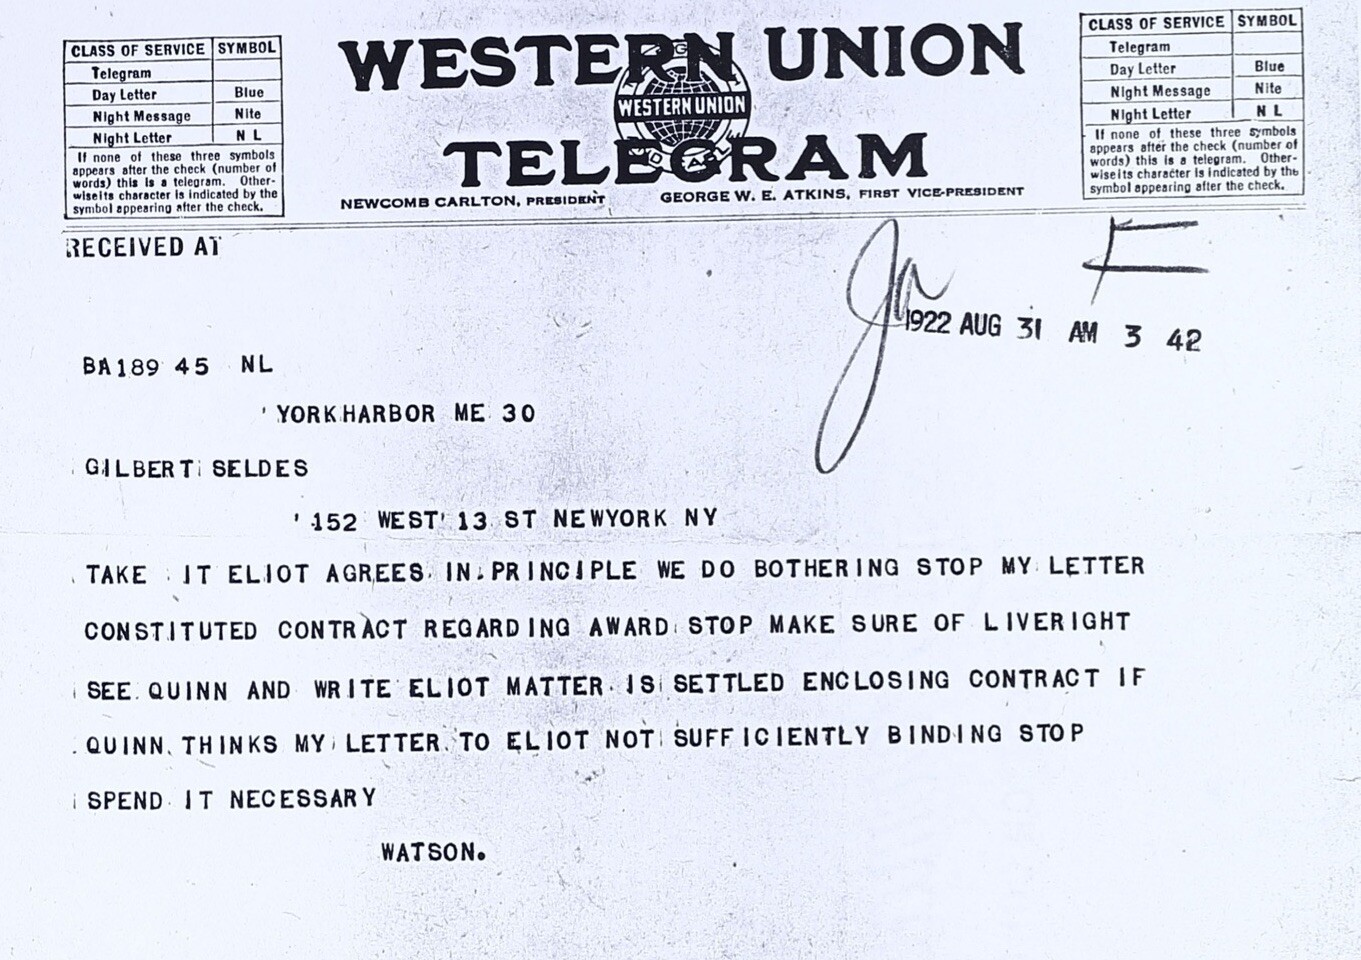 CLASS OF SERVICE SYMBOL
Telegram
Day Letter Blue
Night Message Nite
Night Letter N L
If none of these three symbols
appears after the check (number of
words) this is a telegram. Other-
wise its character is indicated by the
symbol appearing after the check.
WESTERN UNION
WESTERN UNION
TELEGRAM
NEWCOMB CARLTON, PRESIDENT GEORGE W. E. ATKINS, FIRST VICE-PRESIDENT
CLASS OF SERVICE SYMBOL
Telegram
Day Letter Blue
Night Message Nite
Night Letter N L
If none of these three symbols
appears after the check (number of
words) this is a telegram. Other-
wise its character is indicated by the
symbol appearing after the check.
RECEIVED AT
1922 AUG 31 AM 3 42
BA189 45 NL
YORKHARBOR ME 30
GILBERT SELDES
152 WEST 13 ST NEWYORK NY
TAKE IT ELIOT AGREES IN PRINCIPLE WE DO BOTHERING STOP MY LETTER
CONSTITUTED CONTRACT REGARDING AWARD STOP MAKE SURE OF LIVERIGHT
SEE QUINN AND WRITE ELIOT MATTER IS SETTLED ENCLOSING CONTRACT IF
QUINN THINKS MY LETTER TO ELIOT NOT SUFFICIENTLY BINDING STOP
SPEND IT NECESSARY
WATSON.